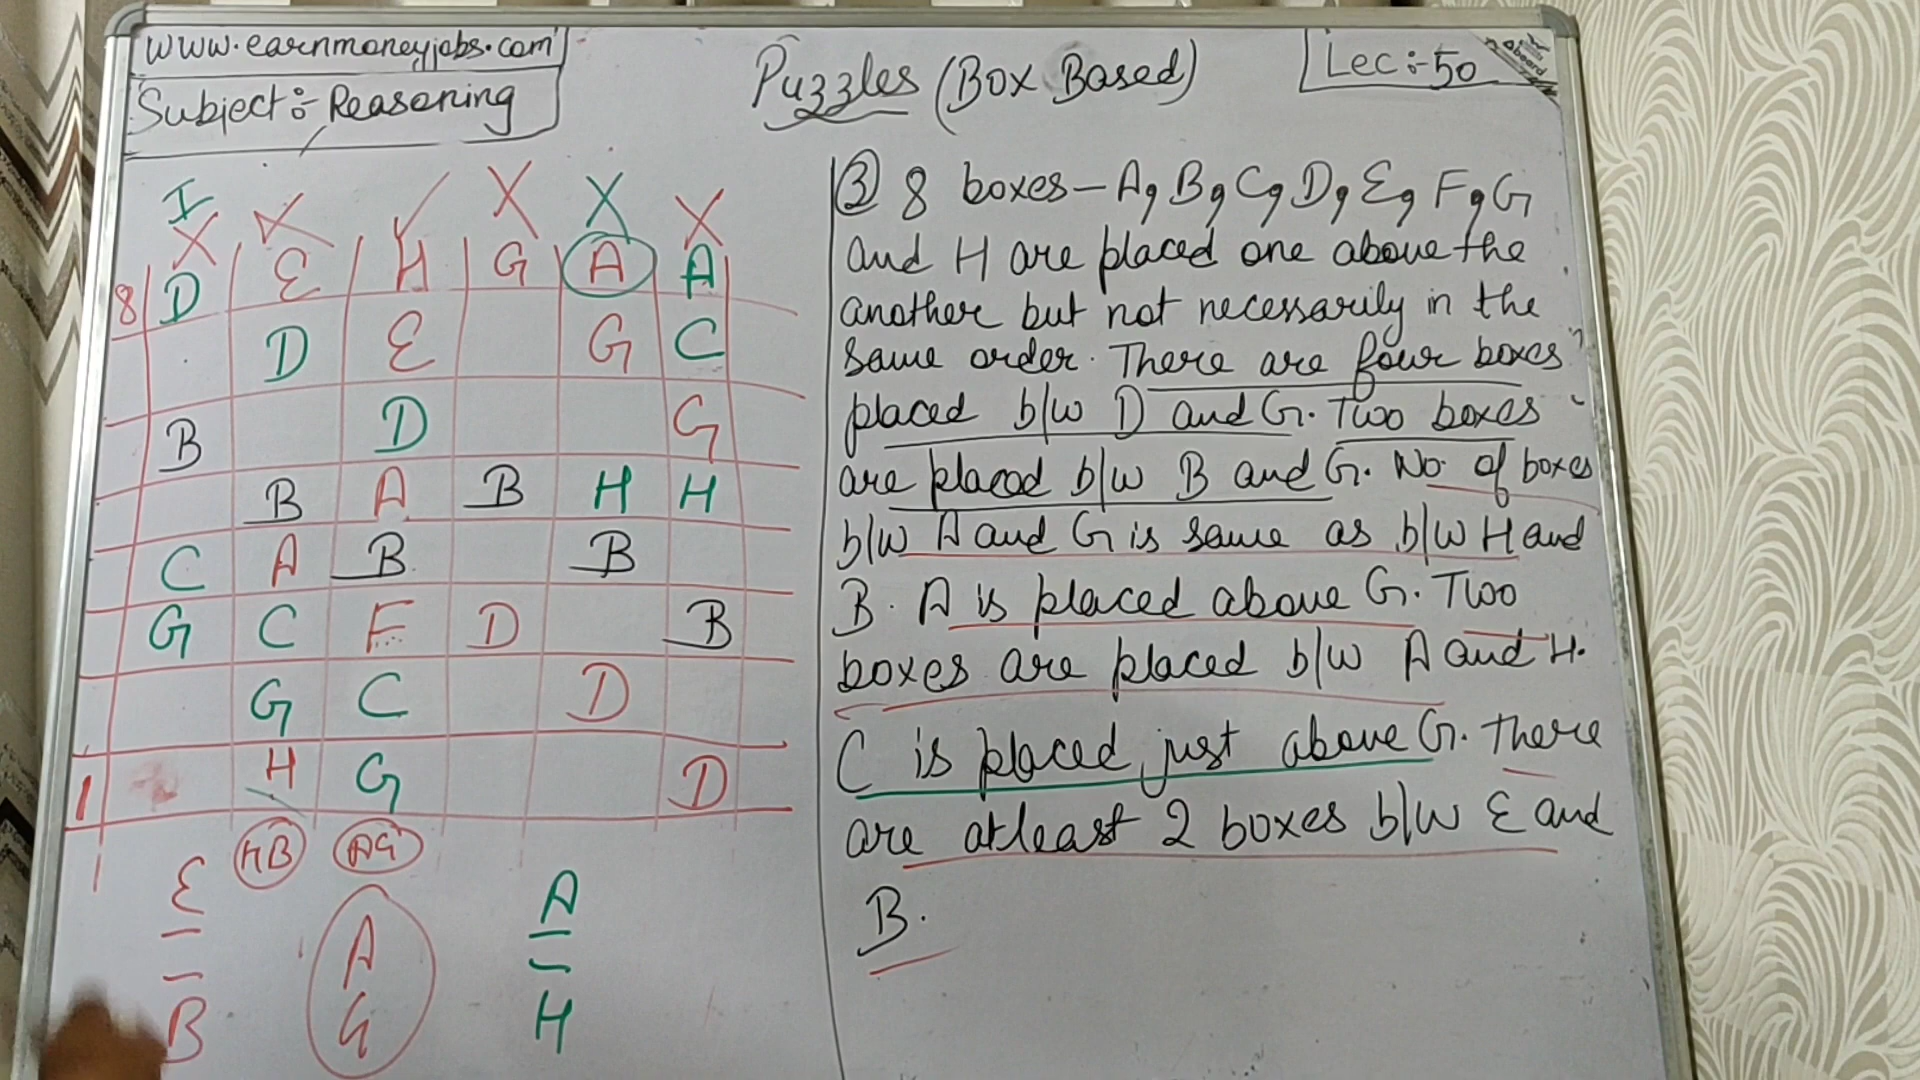 www.earnmoneyjobs.com
Subject:- Reasoning
Puzzles (Box Based)
Lec:-50
③ 8 boxes - A, B, C, D, E, F, G
and H are placed one above the
another but not necessarily in the
same order. There are four boxes
placed b/w D and G. Two boxes
are placed b/w B and G. No. of boxes
b/w A and G is same as b/w H and
B. A is placed above G. Two
boxes are placed b/w A and H.
C is placed just above G. There
are atleast 2 boxes b/w E and
B.
I
X X ✓ X X X
8 D E H G A A
D E G C
B D G
B A B H H
C A B B
G C F D B
G C D
1 H G D
HB AG
E
–
–
B
A
G
A
–
–
H